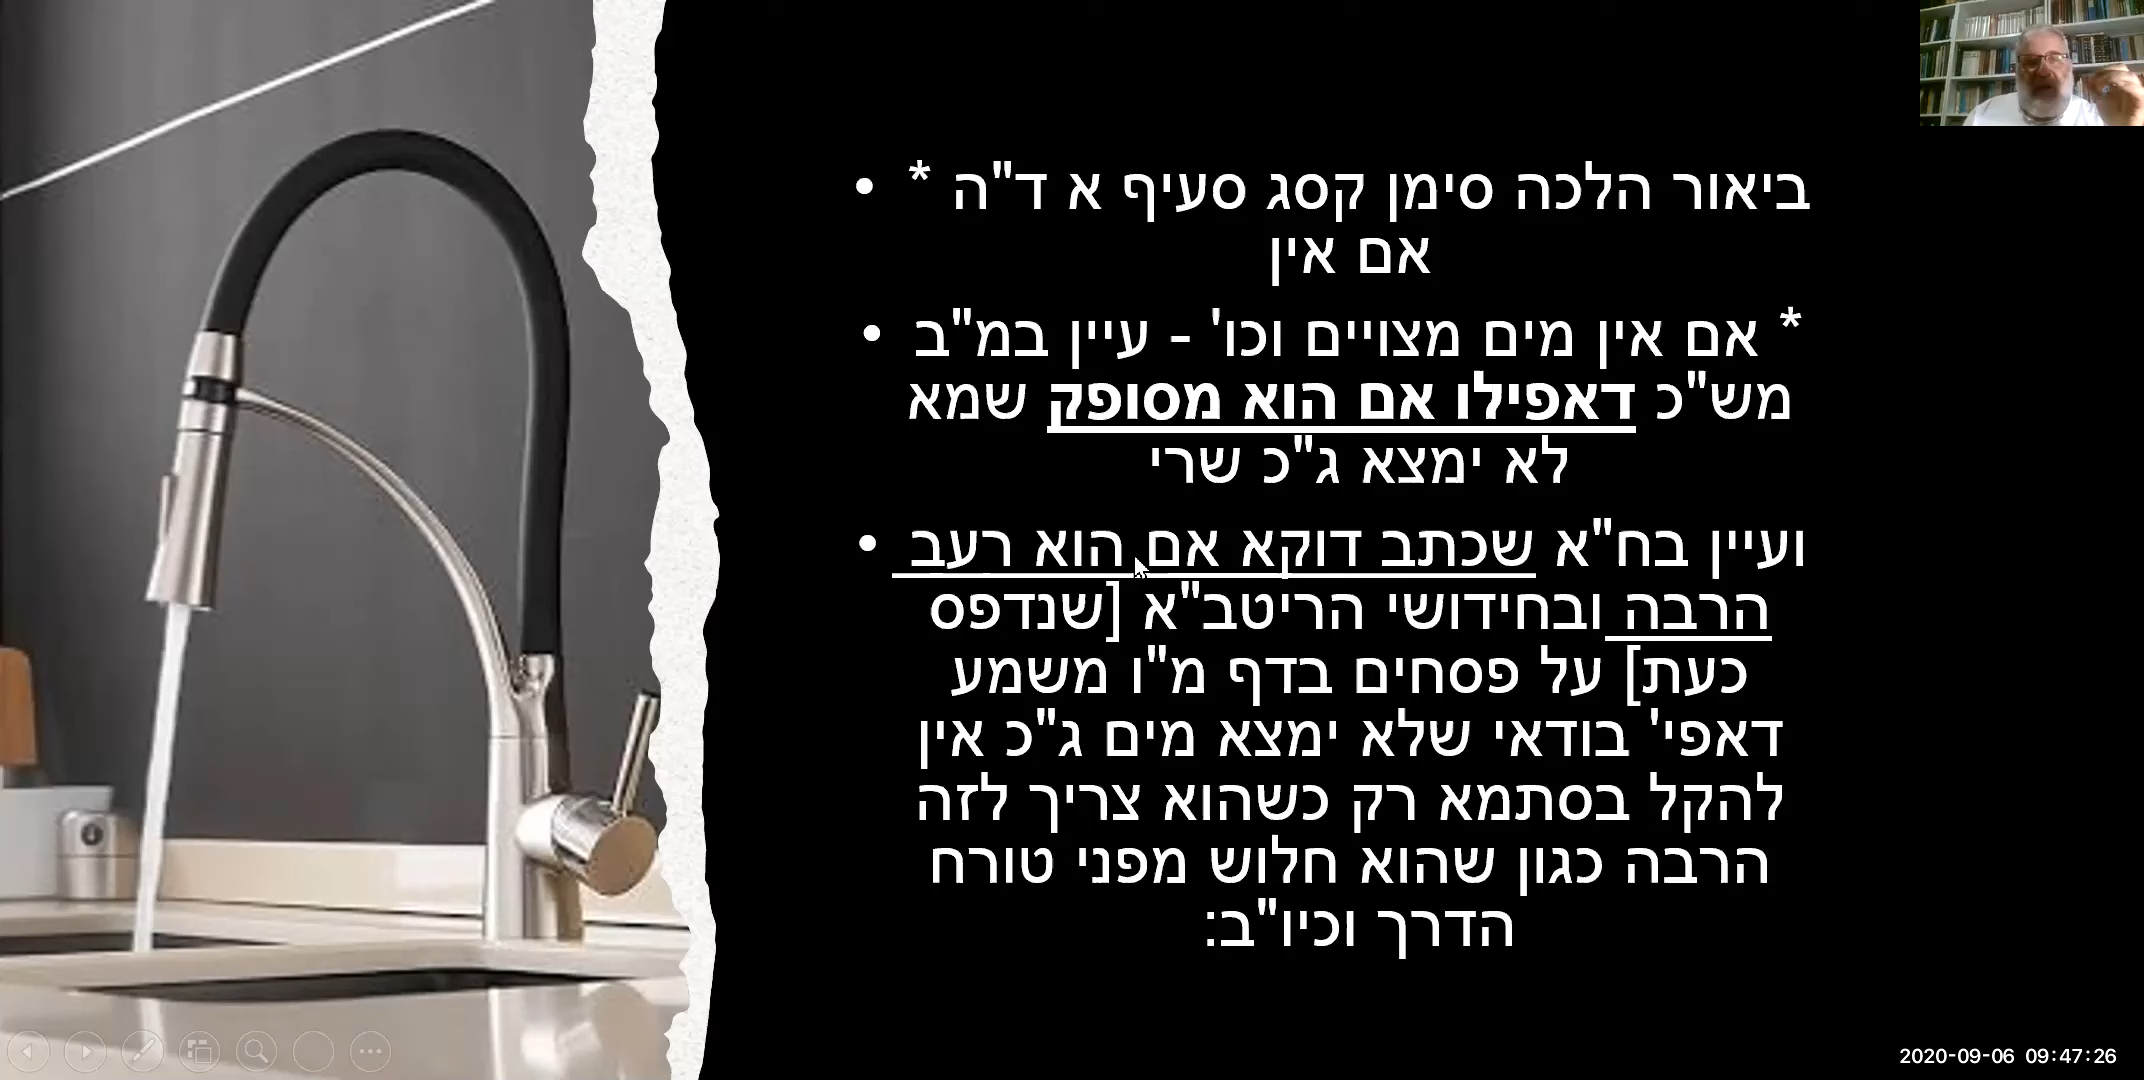 * ביאור הלכה סימן קסג סעיף א ד"ה
אם אין
* אם אין מים מצויים וכו' - עיין במ"ב
מש"כ דאפילו אם הוא מסופק שמא
לא ימצא ג"כ שרי
ועיין בח"א שכתב דוקא אם הוא רעב
הרבה ובחידושי הריטב"א [שנדפס
כעת] על פסחים בדף מ"ו משמע
דאפי' בודאי שלא ימצא מים ג"כ אין
להקל בסתמא רק כשהוא צריך לזה
הרבה כגון שהוא חלוש מפני טורח
הדרך וכיו"ב:
2020-09-06 09:47:26